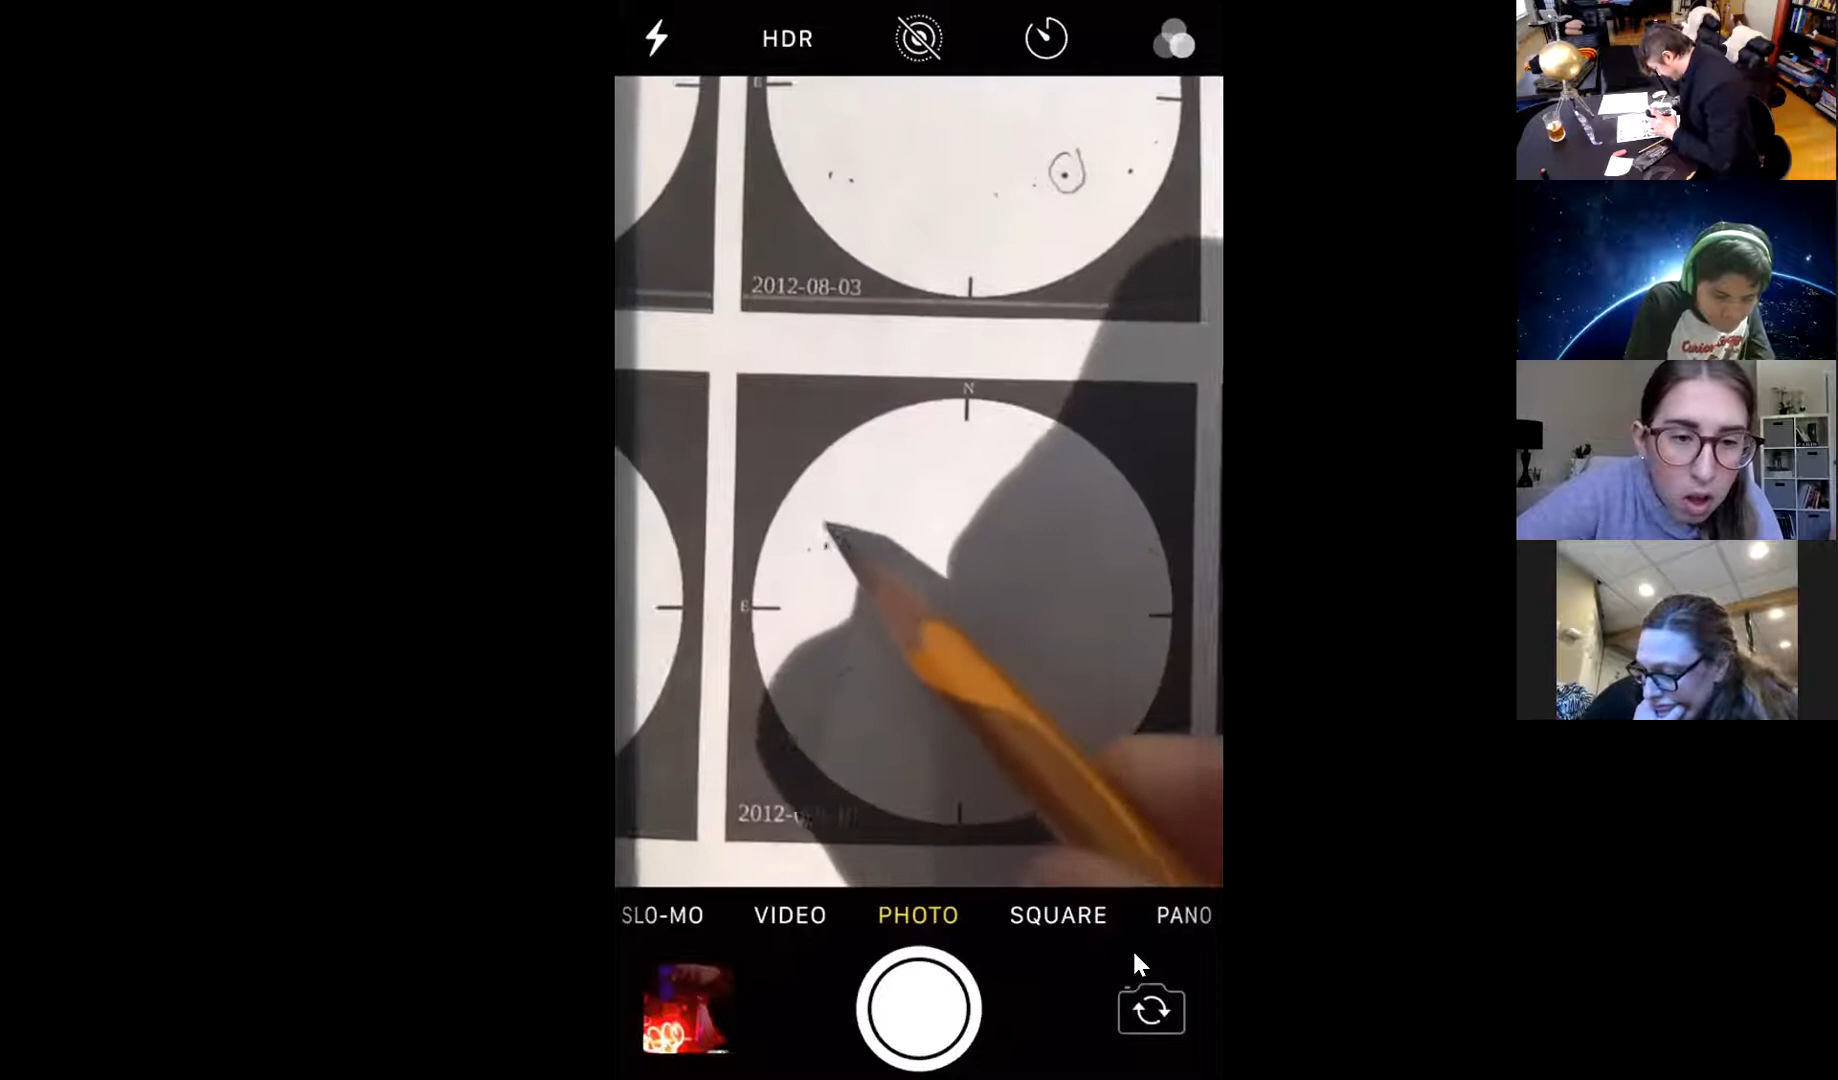 HDR
E
2012-08-03
N
E
2012-
SLO-MO VIDEO PHOTO SQUARE PANO